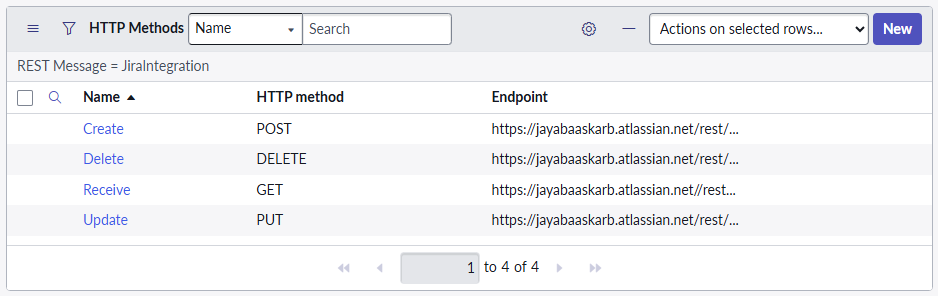 HTTP Methods Name Search Actions on selected rows... New
REST Message = JiraIntegration
Name HTTP method Endpoint
Create POST https://jayabaaskarb.atlassian.net/rest/...
Delete DELETE https://jayabaaskarb.atlassian.net/rest/...
Receive GET https://jayabaaskarb.atlassian.net//rest...
Update PUT https://jayabaaskarb.atlassian.net/rest/...
1 to 4 of 4